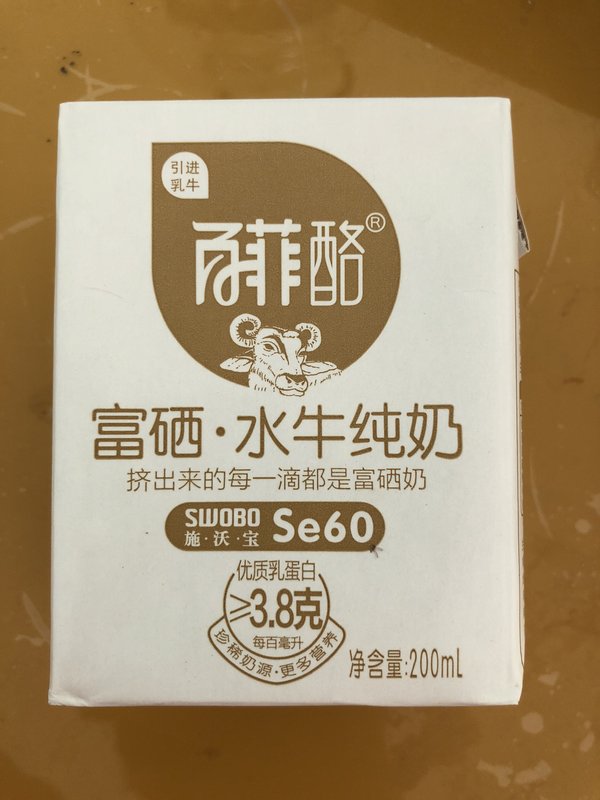 引进
乳牛
百菲酪®
富硒·水牛纯奶
挤出来的每一滴都是富硒奶
SWOBO
施·沃·宝
Se60
优质乳蛋白
≥3.8克
每百毫升
珍稀奶源·更多营养
净含量:200mL